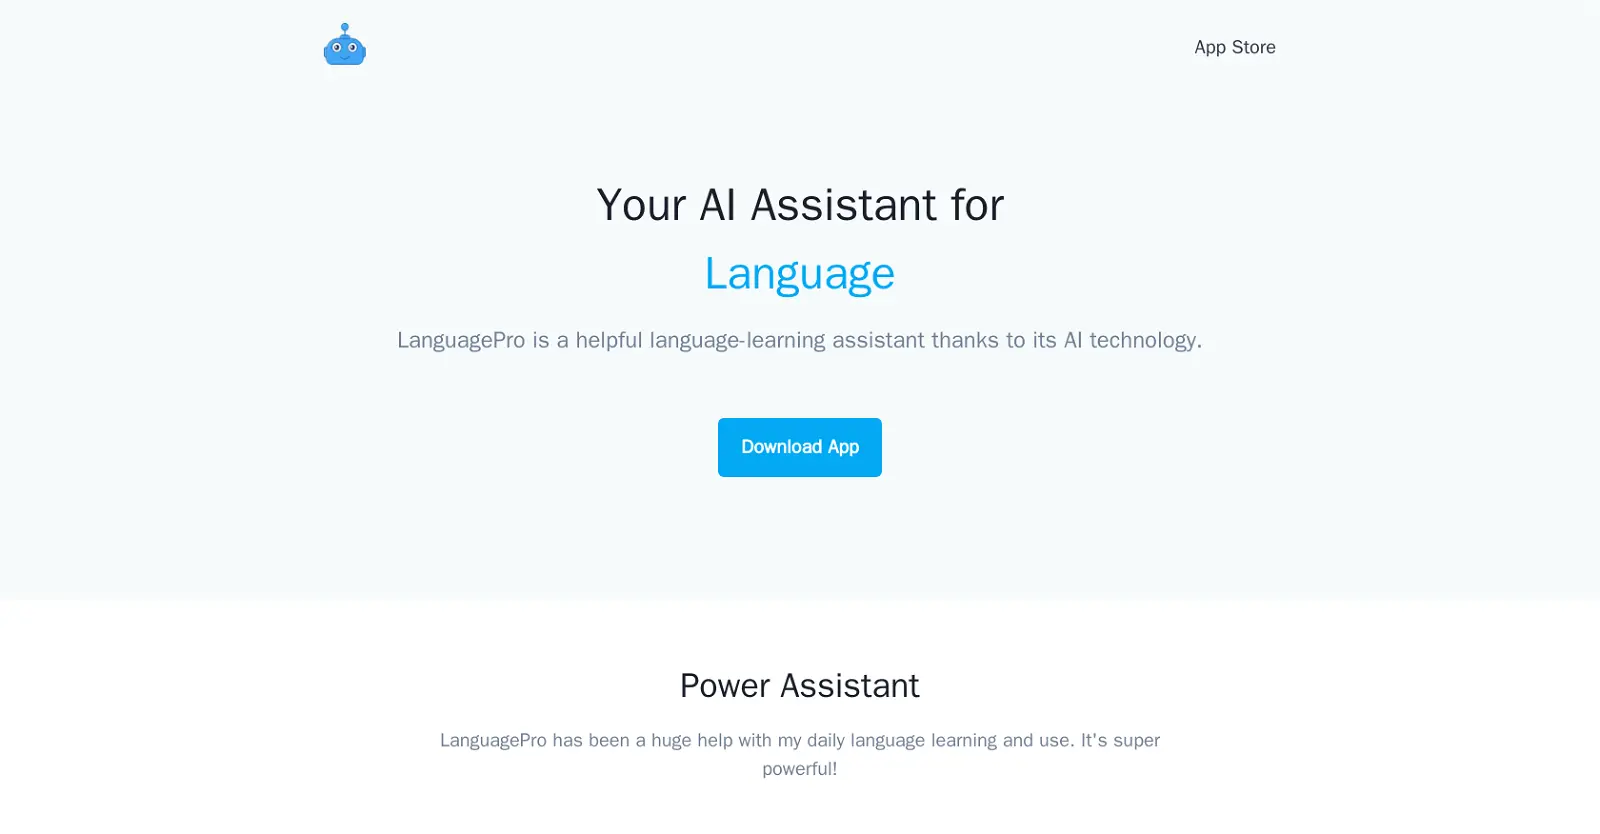 App Store
Your AI Assistant for
Language
LanguagePro is a helpful language-learning assistant thanks to its AI technology.
Download App
Power Assistant
LanguagePro has been a huge help with my daily language learning and use. It's super
powerful!